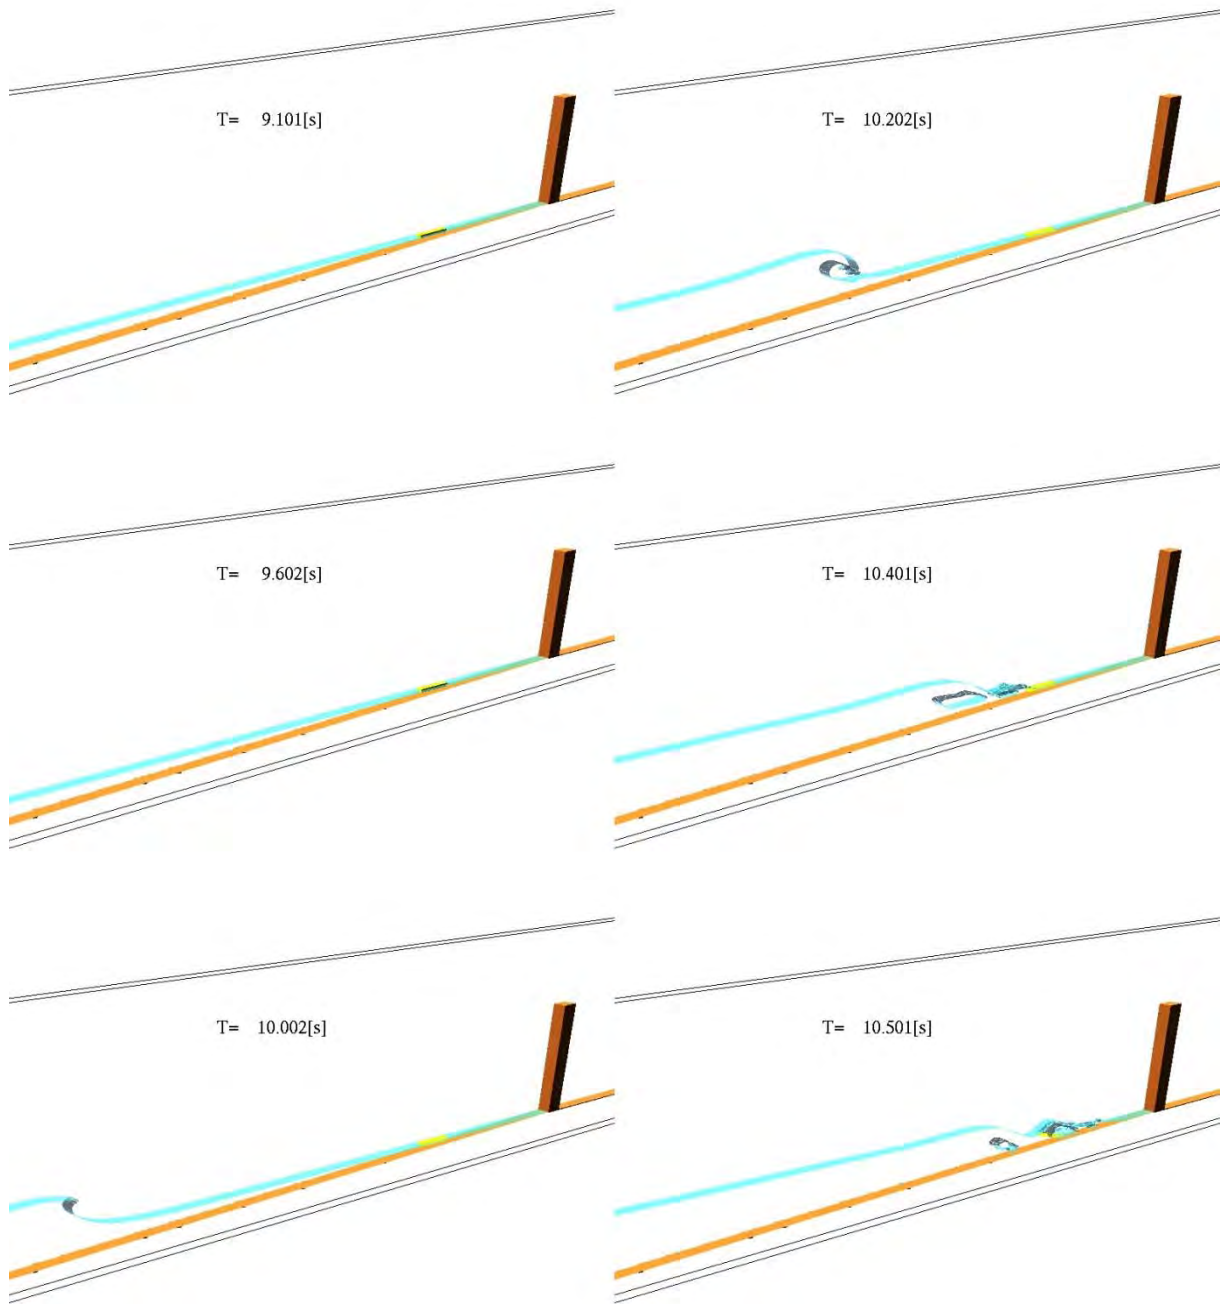 T= 9.101[s]
T= 10.202[s]
T= 9.602[s]
T= 10.401[s]
T= 10.002[s]
T= 10.501[s]